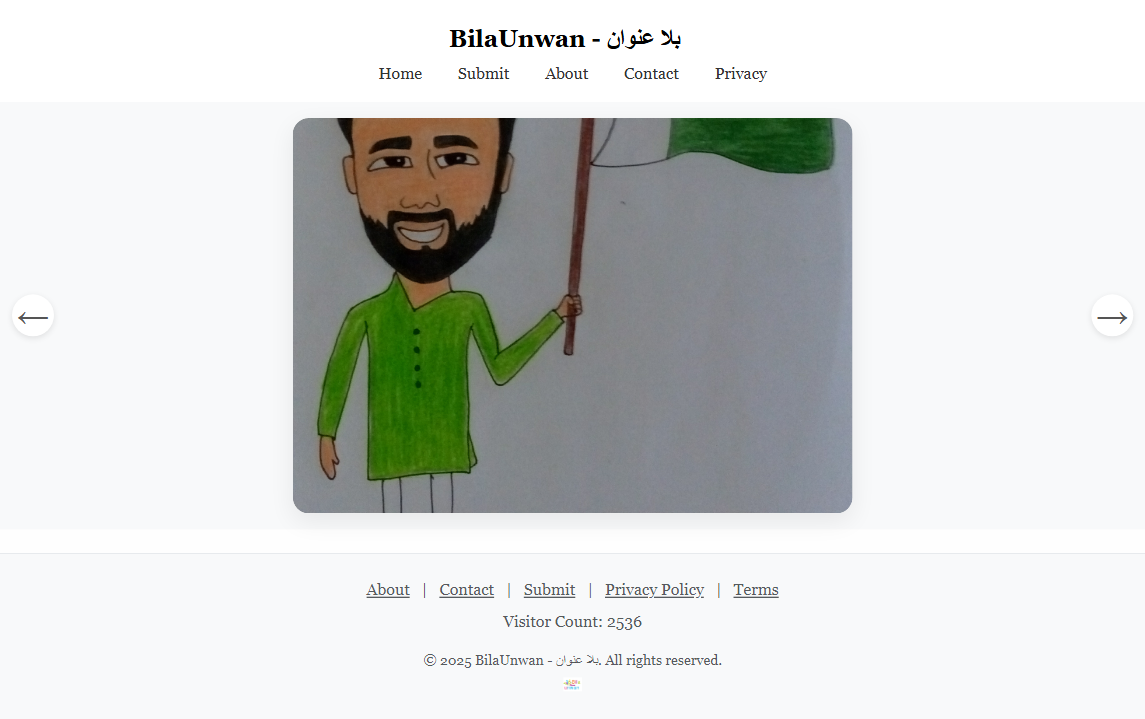 BilaUnwan - بلا عنوان
Home Submit About Contact Privacy
About | Contact | Submit | Privacy Policy | Terms
Visitor Count: 2536
© 2025 BilaUnwan - بلا عنوان. All rights reserved.